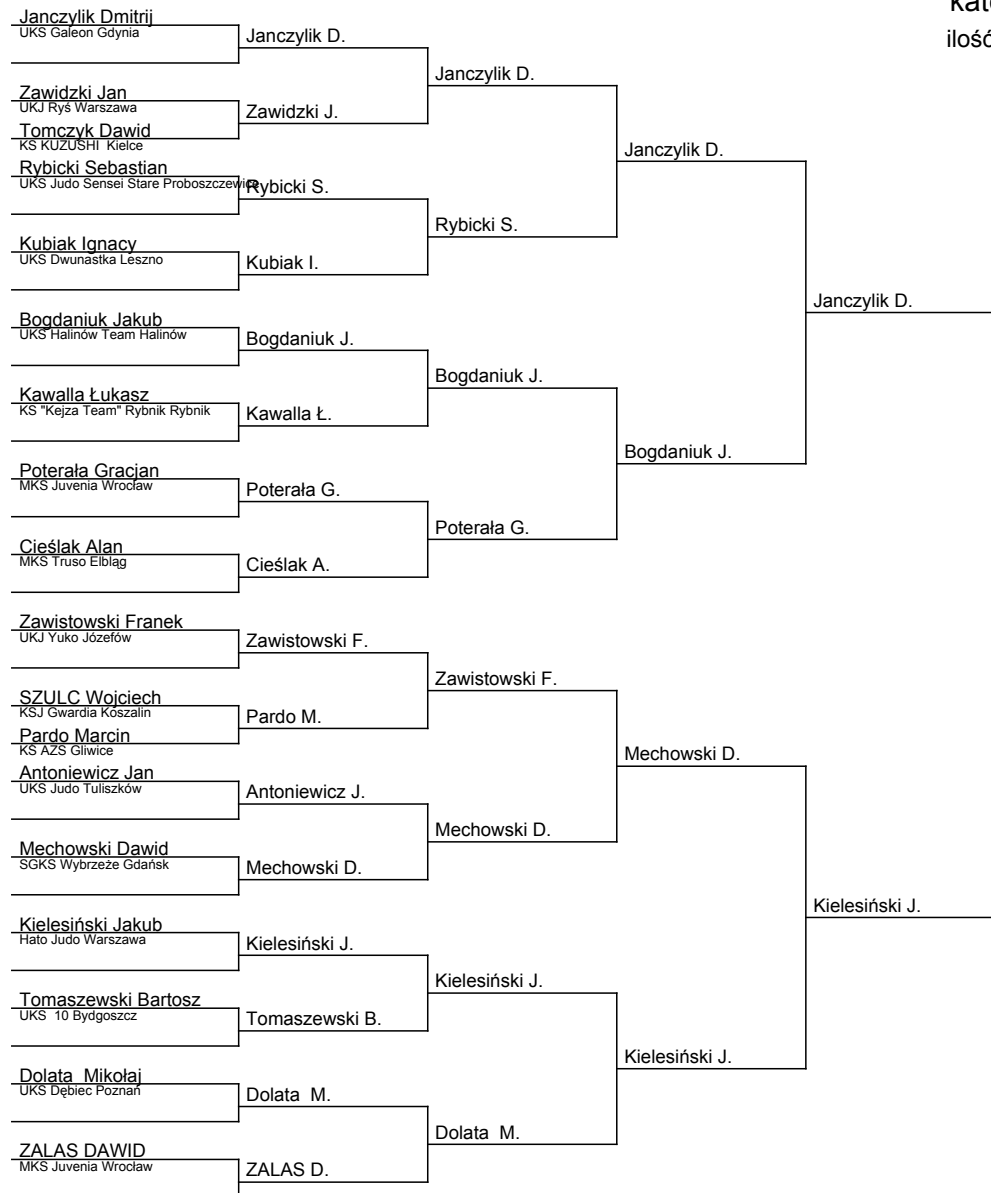 Janczylik Dmitrij
UKS Galeon Gdynia
Zawidzki Jan
UKJ Ryś Warszawa
Tomczyk Dawid
KS KUZUSHI Kielce
Rybicki Sebastian
UKS Judo Sensei Stare Proboszczewice
Kubiak Ignacy
UKS Dwunastka Leszno
Bogdaniuk Jakub
UKS Halinów Team Halinów
Kawalla Łukasz
KS "Kejza Team" Rybnik Rybnik
Poterała Gracjan
MKS Juvenia Wrocław
Cieślak Alan
MKS Truso Elbląg
Zawistowski Franek
UKJ Yuko Józefów
SZULC Wojciech
KSJ Gwardia Koszalin
Pardo Marcin
KS AZS Gliwice
Antoniewicz Jan
UKS Judo Tuliszków
Mechowski Dawid
SGKS Wybrzeże Gdańsk
Kielesiński Jakub
Hato Judo Warszawa
Tomaszewski Bartosz
UKS 10 Bydgoszcz
Dolata Mikołaj
UKS Dębiec Poznań
ZALAS DAWID
MKS Juvenia Wrocław
Janczylik D.
Zawidzki J.
Rybicki S.
Kubiak I.
Bogdaniuk J.
Kawalla Ł.
Poterała G.
Cieślak A.
Zawistowski F.
Pardo M.
Antoniewicz J.
Mechowski D.
Kielesiński J.
Tomaszewski B.
Dolata M.
ZALAS D.
Janczylik D.
Rybicki S.
Bogdaniuk J.
Poterała G.
Zawistowski F.
Mechowski D.
Kielesiński J.
Dolata M.
Janczylik D.
Bogdaniuk J.
Mechowski D.
Kielesiński J.
Janczylik D.
Kielesiński J.
ilość